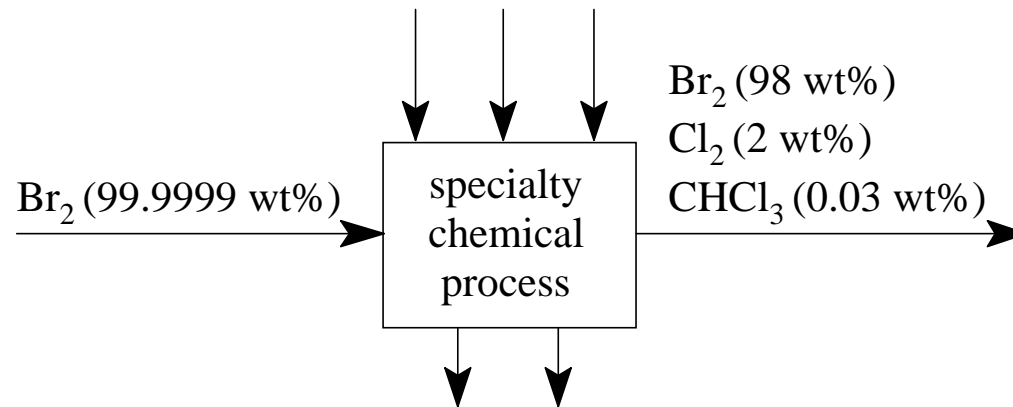 Br₂ (99.9999 wt%)
specialty
chemical
process
Br₂ (98 wt%)
Cl₂ (2 wt%)
CHCl₃ (0.03 wt%)